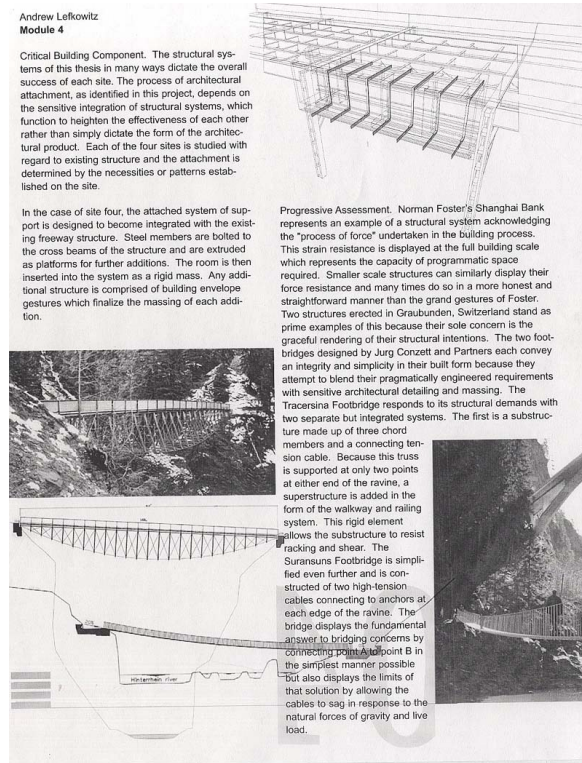 Andrew Lefkowitz
Module 4
Critical Building Component. The structural sys-
tems of this thesis in many ways dictate the overall
success of each site. The process of architectural
attachment, as identified in this project, depends on
the sensitive integration of structural systems, which
function to heighten the effectiveness of each other
rather than simply dictate the form of the architec-
tural product. Each of the four sites is studied with
regard to existing structure and the attachment is
determined by the necessities or patterns estab-
lished on the site.
In the case of site four, the attached system of sup-
port is designed to become integrated with the exist-
ing freeway structure. Steel members are bolted to
the cross beams of the structure and are extruded
as platforms for further additions. The room is then
inserted into the system as a rigid mass. Any addi-
tional structure is comprised of building envelope
gestures which finalize the massing of each addi-
tion.
Progressive Assessment. Norman Foster's Shanghai Bank
represents an example of a structural system acknowledging
the "process of force" undertaken in the building process.
This strain resistance is displayed at the full building scale
which represents the capacity of programmatic space
required. Smaller scale structures can similarly display their
force resistance and many times do so in a more honest and
straightforward manner than the grand gestures of Foster.
Two structures erected in Graubunden, Switzerland stand as
prime examples of this because their sole concern is the
graceful rendering of their structural intentions. The two foot-
bridges designed by Jurg Conzett and Partners each convey
an integrity and simplicity in their built form because they
attempt to blend their pragmatically engineered requirements
with sensitive architectural detailing and massing. The
Tracersina Footbridge responds to its structural demands with
two separate but integrated systems. The first is a substruc-
ture made up of three chord
members and a connecting ten-
sion cable. Because this truss
is supported at only two points
at either end of the ravine, a
superstructure is added in the
form of the walkway and railing
system. This rigid element
allows the substructure to resist
racking and shear. The
Suransuns Footbridge is simpli-
fied even further and is con-
structed of two high-tension
cables connecting to anchors at
each edge of the ravine. The
bridge displays the fundamental
answer to bridging concerns by
connecting point A to point B in
the simplest manner possible
but also displays the limits of
that solution by allowing the
cables to sag in response to the
natural forces of gravity and live
load.
Hinterrhein river